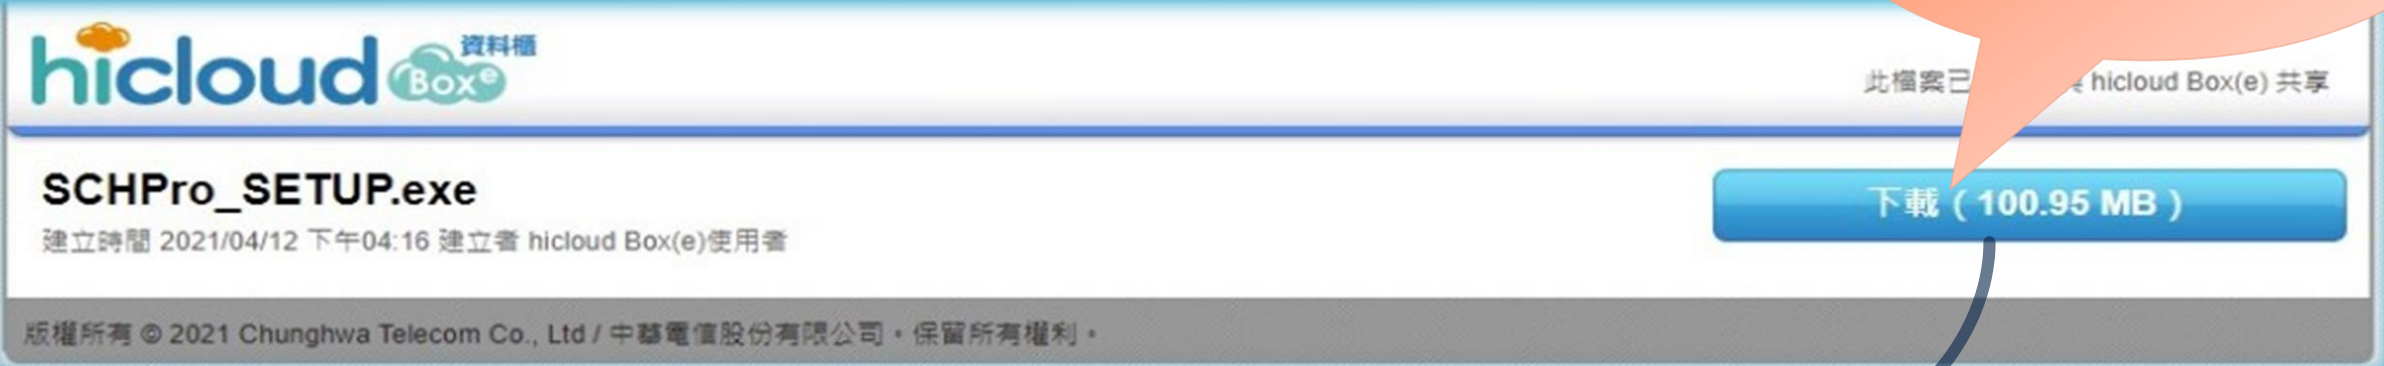 hicloud Box(e) 資料櫃
此檔案已 hicloud Box(e) 共享
SCHPro_SETUP.exe
下載 ( 100.95 MB )
建立時間 2021/04/12 下午04:16 建立者 hicloud Box(e)使用者
版權所有 © 2021 Chunghwa Telecom Co., Ltd / 中華電信股份有限公司。保留所有權利。